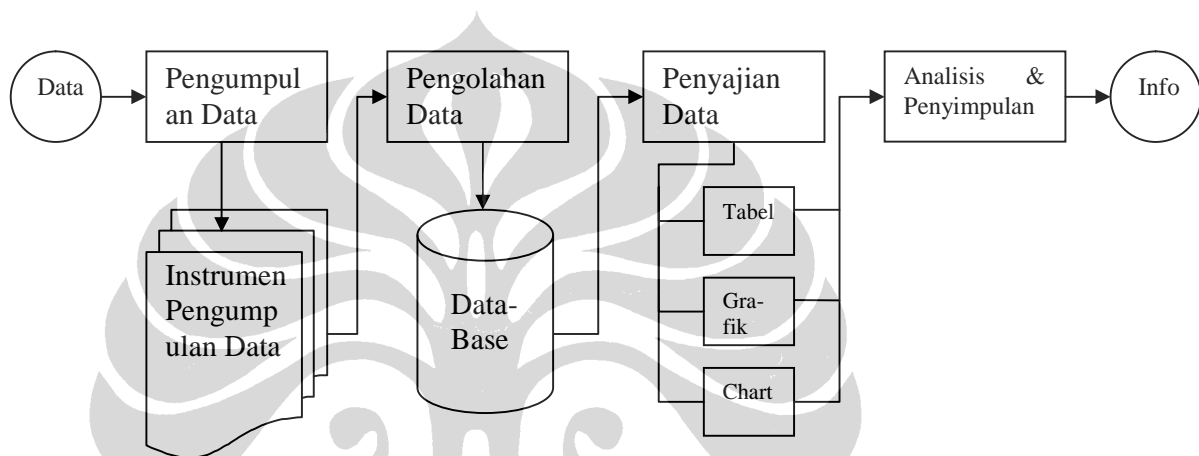 Data
Pengumpul
an Data
Pengolahan
Data
Penyajian
Data
Analisis &
Penyimpulan
Info
Instrumen
Pengump
ulan Data
Data-
Base
Tabel
Gra-
fik
Chart